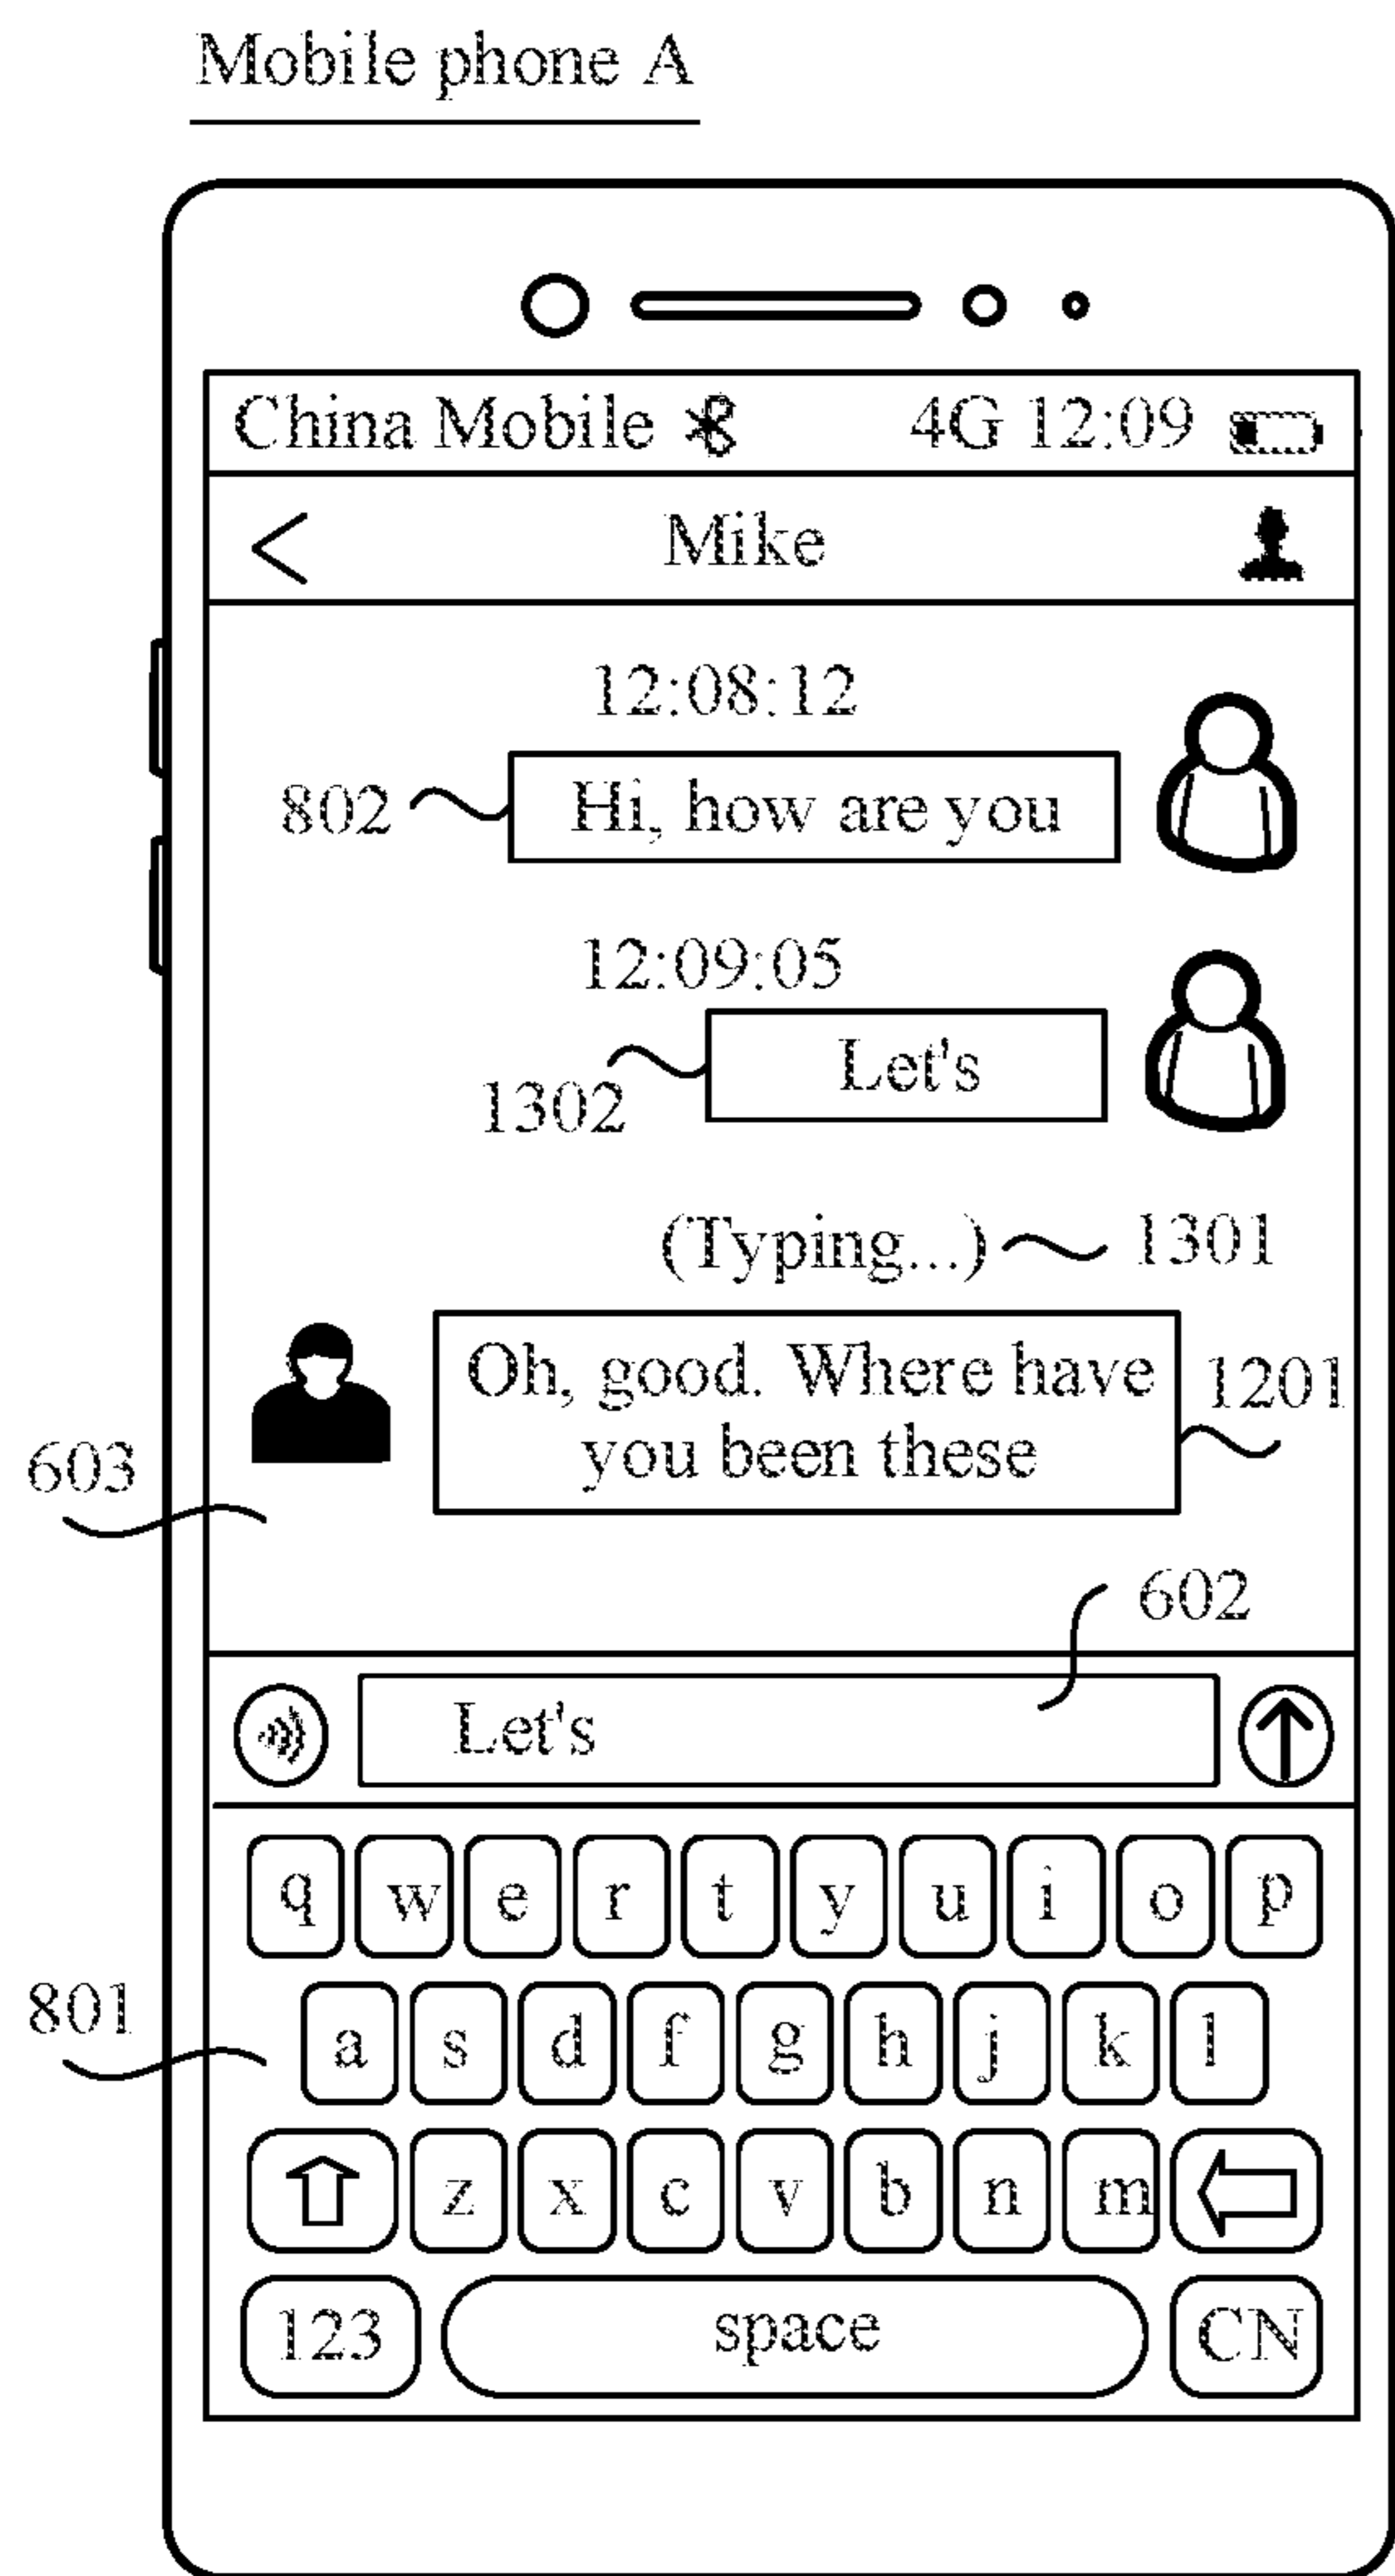 Mobile phone A
China Mobile 4G 12:09
Mike
12:08:12
802 Hi, how are you
12:09:05
Let's
1302
(Typing...) 1301
Oh, good. Where have 1201
you been these
603
602
Let's
q w e r t y u i o p
801 a s d f g h j k l
z x c v b n m
123 space CN